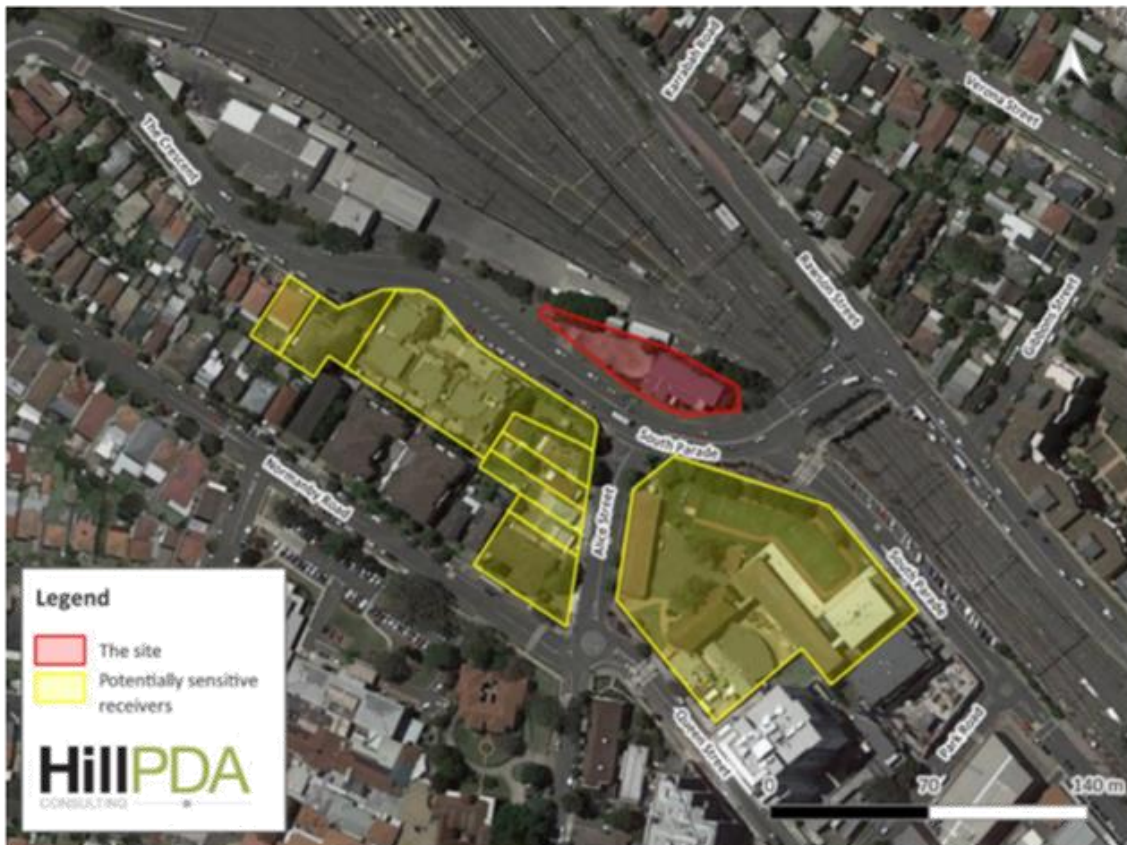 Karrabah Road
Verona Street
The Crescent
Rawson Street
Gibbons Street
South Parade
Normanby Road
Alice Street
South Parade
Legend
The site
Potentially sensitive
receivers
Queen Street
Park Road
HillPDA
CONSULTING
0 70 140 m